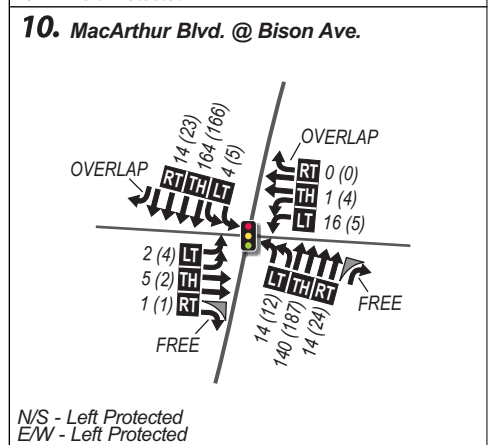 10. MacArthur Blvd. @ Bison Ave.
14 (23)
164 (166)
4 (5)
OVERLAP
RT TH LT
OVERLAP
RT 0 (0)
TH 1 (4)
LT 16 (5)
2 (4) LT
5 (2) TH
1 (1) RT
FREE
LT TH RT
14 (12)
140 (187)
14 (24)
FREE
N/S - Left Protected
E/W - Left Protected